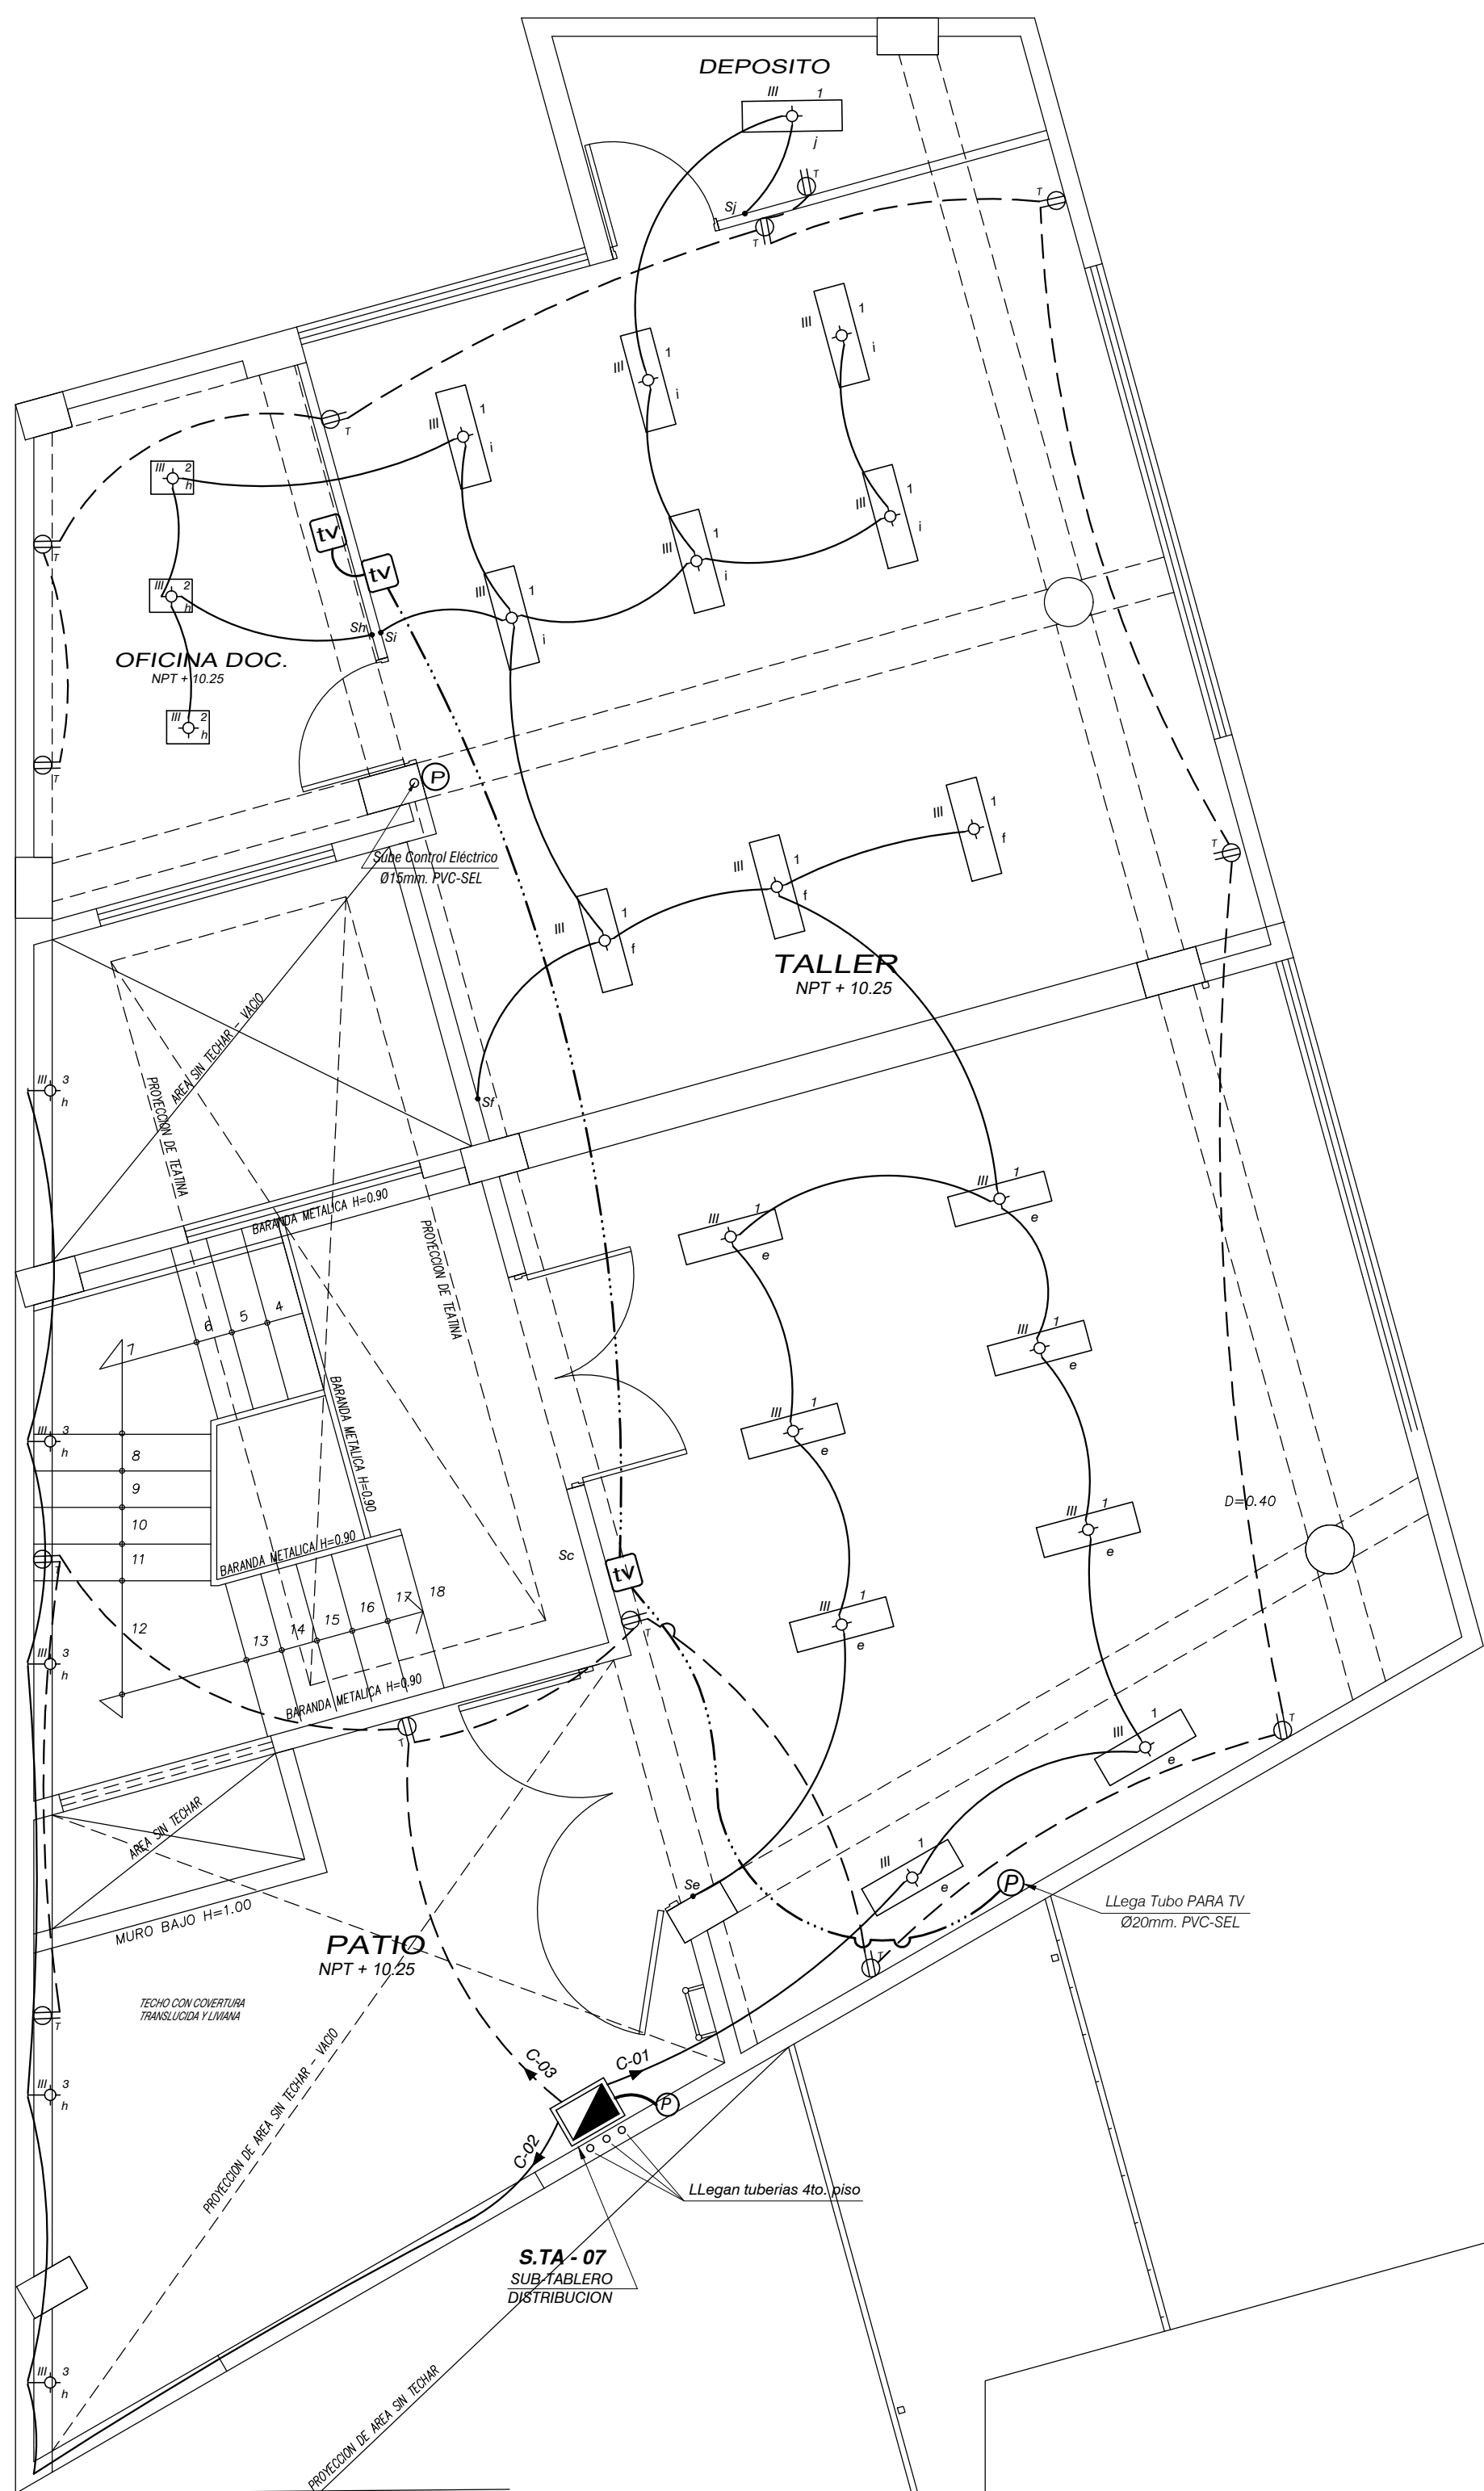 DEPOSITO
III 1
j
Sj
T
T
T
III 1
i
III 1
i
III 1
i
T
III 2
h
T
tv
tv
III 1
i
III 1
i
III 1
i
III 2
h
Sh
Si
OFICINA DOC.
NPT + 10.25
III 2
h
T
P
Sube Control Eléctrico
Ø15mm. PVC-SEL
III 1
f
III 1
f
III 1
f
T
TALLER
NPT + 10.25
AREA SIN TECHAR - VACIO
PROYECCION DE TEATINA
Sf
III 3
h
BARANDA METALICA H=0.90
PROYECCION DE TEATINA
III 1
e
III 1
e
4
5
6
7
III 1
e
BARANDA METALICA H=0.90
III 1
e
III 3
h
8
9
10
11
12
BARANDA METALICA H=0.90
III 1
e
D=0.40
Sc
tv
T
T
13
14
15
16
17
18
III 1
e
III 3
h
BARANDA METALICA H=0.90
T
III 1
e
T
AREA SIN TECHAR
III 1
e
Se
P
LLega Tubo PARA TV
Ø20mm. PVC-SEL
MURO BAJO H=1.00
PATIO
NPT + 10.25
T
TECHO CON COVERTURA
TRANSLUCIDA Y LIVIANA
T
PROYECCION DE AREA SIN TECHAR - VACIO
C-03
C-01
P
III 3
h
C-02
LLegan tuberias 4to. piso
S.TA - 07
SUB-TABLERO
DISTRIBUCION
III 3
h
PROYECCION DE AREA SIN TECHAR